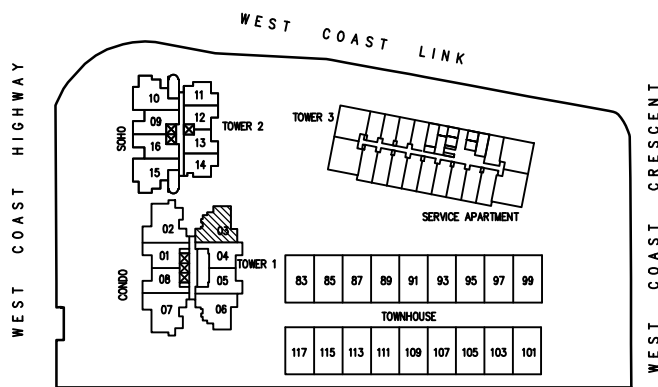 WEST COAST LINK
WEST COAST HIGHWAY
WEST COAST CRESCENT
10
11
09
12
TOWER 2
SOHO
16
13
15
14
TOWER 3
SERVICE APARTMENT
02
03
01
04
TOWER 1
08
05
CONDO
07
06
83 85 87 89 91 93 95 97 99
TOWNHOUSE
117 115 113 111 109 107 105 103 101